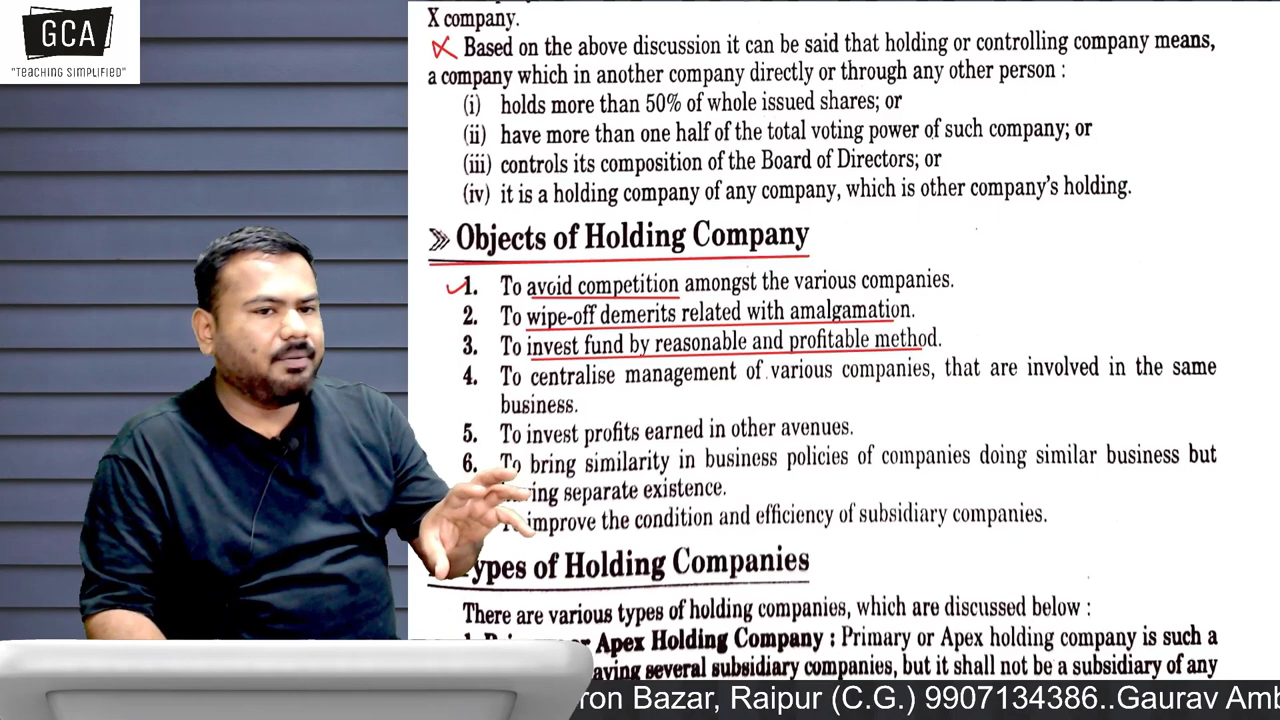 GCA
"TEACHING SIMPLIFIED"
X company.
Based on the above discussion it can be said that holding or controlling company means,
a company which in another company directly or through any other person :
(i) holds more than 50% of whole issued shares; or
(ii) have more than one half of the total voting power of such company; or
(iii) controls its composition of the Board of Directors; or
(iv) it is a holding company of any company, which is other company's holding.
Objects of Holding Company
1. To avoid competition amongst the various companies.
2. To wipe-off demerits related with amalgamation.
3. To invest fund by reasonable and profitable method.
4. To centralise management of various companies, that are involved in the same
business.
5. To invest profits earned in other avenues.
6. To bring similarity in business policies of companies doing similar business but
separate existence.
improve the condition and efficiency of subsidiary companies.
of Holding Companies
There are various types of holding companies, which are discussed below :
Apex Holding Company : Primary or Apex holding company is such a
several subsidiary companies, but it shall not be a subsidiary of any
Bazar, Raipur (C.G.) 9907134386..Gaurav